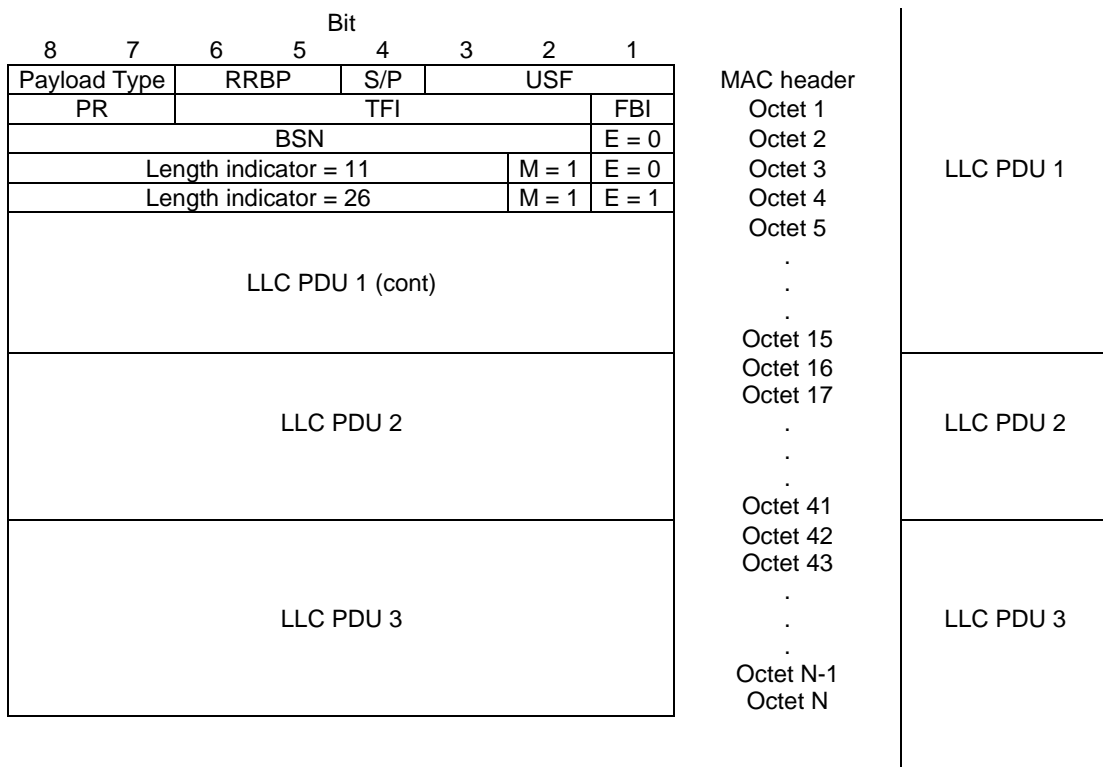 Bit
8 7 6 5 4 3 2 1
Payload Type RRBP S/P USF MAC header
PR TFI FBI Octet 1
BSN E = 0 Octet 2
Length indicator = 11 M = 1 E = 0 Octet 3 LLC PDU 1
Length indicator = 26 M = 1 E = 1 Octet 4
Octet 5
.
LLC PDU 1 (cont) .
.
Octet 15
Octet 16
Octet 17
LLC PDU 2 . LLC PDU 2
.
.
Octet 41
Octet 42
Octet 43
.
LLC PDU 3 . LLC PDU 3
.
Octet N-1
Octet N